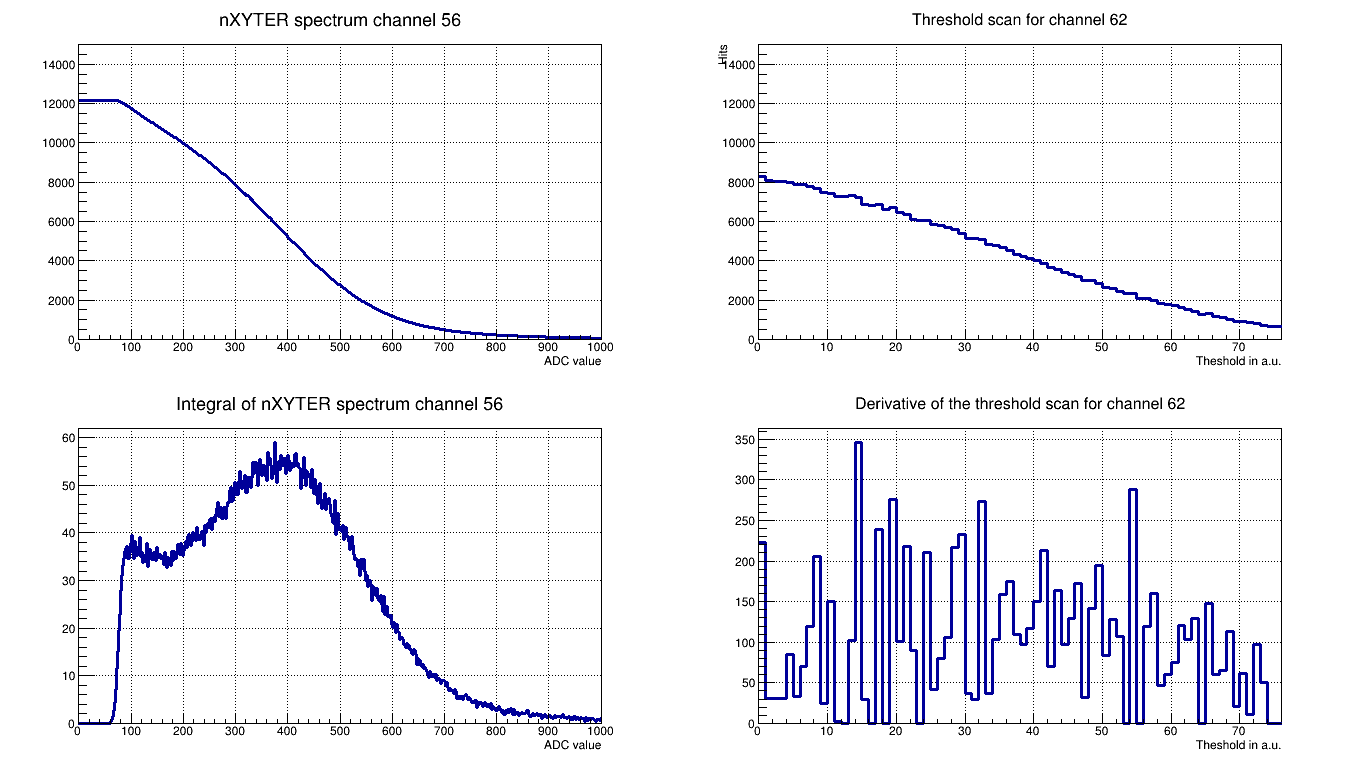 nXYTER spectrum channel 56
14000
12000
10000
8000
6000
4000
2000
0
0 100 200 300 400 500 600 700 800 900 1000
ADC value
Threshold scan for channel 62
Hits
14000
12000
10000
8000
6000
4000
2000
0
0 10 20 30 40 50 60 70
Theshold in a.u.
Integral of nXYTER spectrum channel 56
60
50
40
30
20
10
0
0 100 200 300 400 500 600 700 800 900 1000
ADC value
Derivative of the threshold scan for channel 62
350
300
250
200
150
100
50
0
0 10 20 30 40 50 60 70
Theshold in a.u.